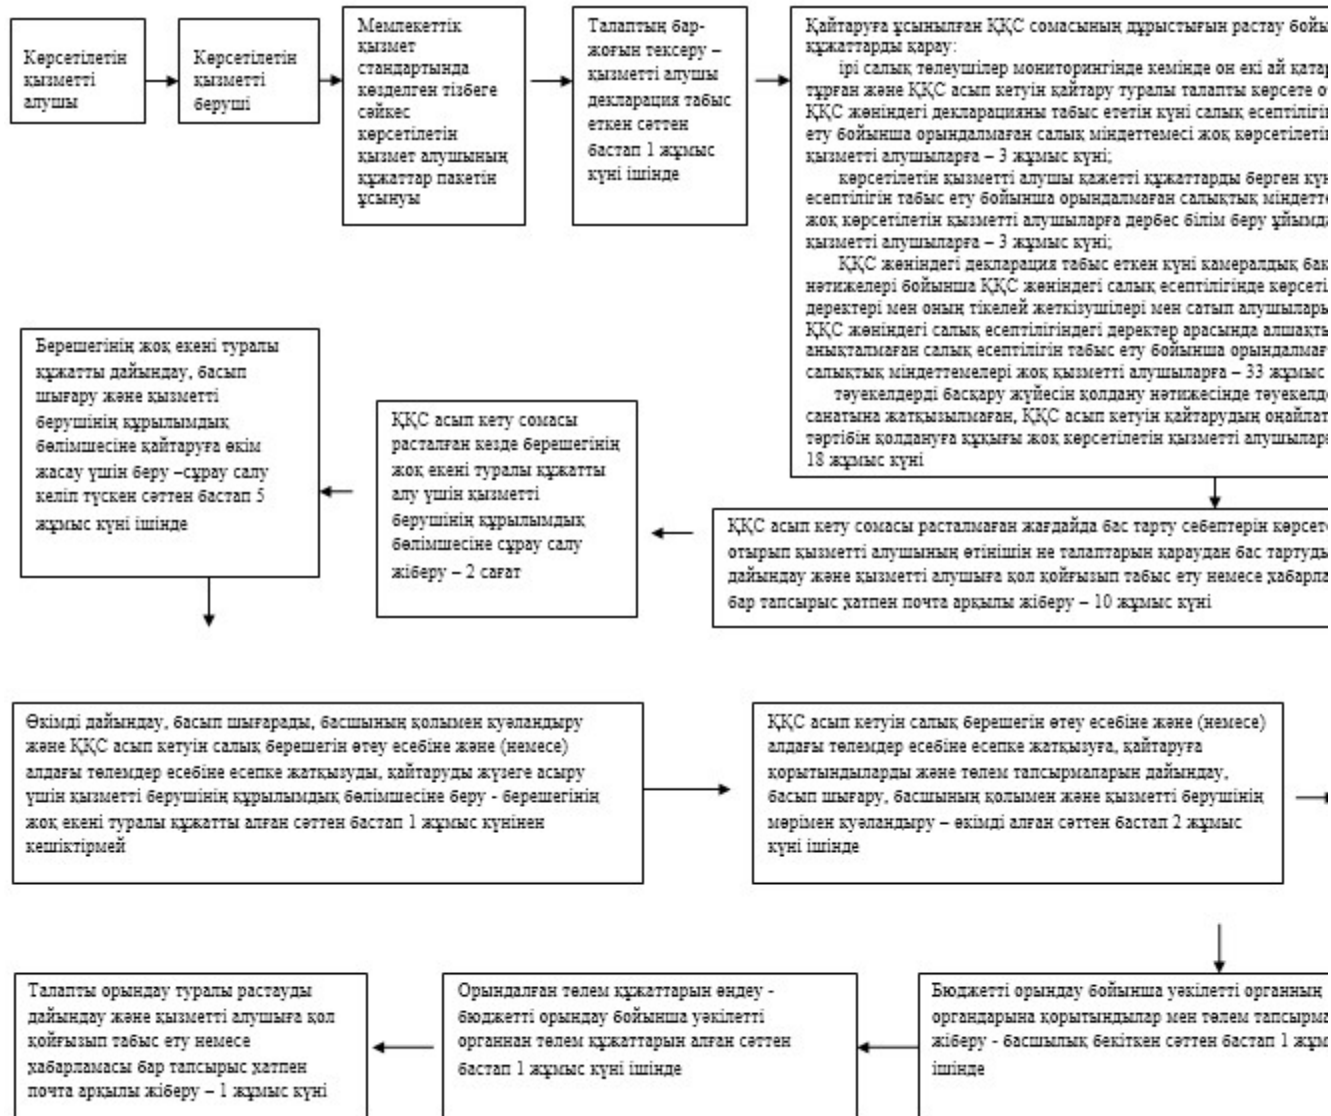 Көрсетілетін
қызметті
алушы
Көрсетілетін
қызметті
беруші
Мемлекеттік
қызмет
стандартында
көзделген тізбеге
сәйкес
көрсетілетін
қызмет алушының
құжаттар пакетін
ұсынуы
Талаптың бар-
жоғын тексеру –
қызметті алушы
декларация табыс
еткен сәттен
бастап 1 жұмыс
күні ішінде
Қайтаруға ұсынылған ҚҚС сомасының дұрыстығын растау
құжаттарды қарау:
ірі салық төлеушілер мониторингінде кемінде он екі ай
тұрған және ҚҚС асып кетуін қайтару туралы талапты көрсете
ҚҚС жөніндегі декларацияны табыс ететін күні салық
ету бойынша орындалмаған салық міндеттемесі жоқ
қызметті алушыларға – 3 жұмыс күні;
көрсетілетін қызметті алушы қажетті құжаттарды берген
есептілігін табыс ету бойынша орындалмаған салықтық
жоқ көрсетілетін қызметті алушыларға дербес білім беру
қызметті алушыларға – 3 жұмыс күні;
ҚҚС жөніндегі декларация табыс еткен күні камералдық
нәтижелері бойынша ҚҚС жөніндегі салық есептілігінде
деректері мен оның тікелей жеткізушілері мен сатып
ҚҚС жөніндегі салық есептілігіндегі деректер арасында
анықталмаған салық есептілігін табыс ету бойынша
салықтық міндеттемелері жоқ қызметті алушыларға – 33 жұмыс
тәуекелдерді басқару жүйесін қолдану нәтижесінде
санатына жатқызылмаған, ҚҚС асып кетуін қайтарудың
тәртібін қолдануға құқығы жоқ көрсетілетін қызметті
18 жұмыс күні
Берешегінің жоқ екені туралы
құжатты дайындау, басып
шығару және қызметті
берушінің құрылымдық
бөлімшесіне қайтаруға өкім
жасау үшін беру –сұрау салу
келіп түскен сәттен бастап 5
жұмыс күні ішінде
ҚҚС асып кету сомасы
расталған кезде берешегінің
жоқ екені туралы құжатты
алу үшін қызметті
берушінің құрылымдық
бөлімшесіне сұрау салу
жіберу – 2 сағат
ҚҚС асып кету сомасы расталмаған жағдайда бас тарту себептерін
отырып қызметті алушының өтінішін не талаптарын қараудан бас
дайындау және қызметті алушыға қол қойғызып табыс ету немесе
бар тапсырыс хатпен почта арқылы жіберу – 10 жұмыс күні
Өкімді дайындау, басып шығарады, басшының қолымен куәландыру
және ҚҚС асып кетуін салық берешегін өтеу есебіне және (немесе)
алдағы төлемдер есебіне есепке жатқызуды, қайтаруды жүзеге асыру
үшін қызметті берушінің құрылымдық бөлімшесіне беру - берешегінің
жоқ екені туралы құжатты алған сәттен бастап 1 жұмыс күнінен
кешіктірмей
ҚҚС асып кетуін салық берешегін өтеу есебіне және (немесе)
алдағы төлемдер есебіне есепке жатқызуға, қайтаруға
қорытындыларды және төлем тапсырмаларын дайындау,
басып шығару, басшының қолымен және қызметті берушінің
мөрімен куәландыру – өкімді алған сәттен бастап 2 жұмыс
күні ішінде
Талапты орындау туралы растауды
дайындау және қызметті алушыға қол
қойғызып табыс ету немесе
хабарламасы бар тапсырыс хатпен
почта арқылы жіберу – 1 жұмыс күні
Орындалған төлем құжаттарын өңдеу -
бюджетті орындау бойынша уәкілетті
органнан төлем құжаттарын алған сәттен
бастап 1 жұмыс күні ішінде
Бюджетті орындау бойынша уәкілетті органның
органдарына қорытындылар мен төлем
жіберу - басшылық бекіткен сәттен бастап 1
ішінде